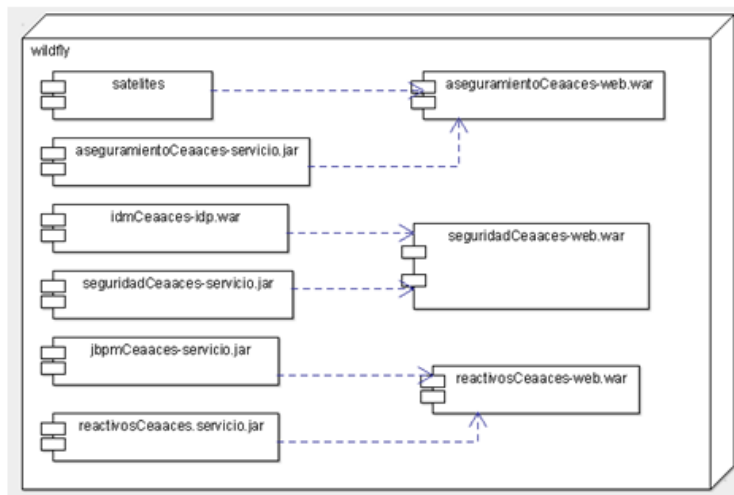 wildfly
satelites
aseguramientoCeaaces-web.war
aseguramientoCeaaces-servicio.jar
idmCeaaces-idp.war
seguridadCeaaces-web.war
seguridadCeaaces-servicio.jar
jbpmCeaaces-servicio.jar
reactivosCeaaces-web.war
reactivosCeaaces.servicio.jar